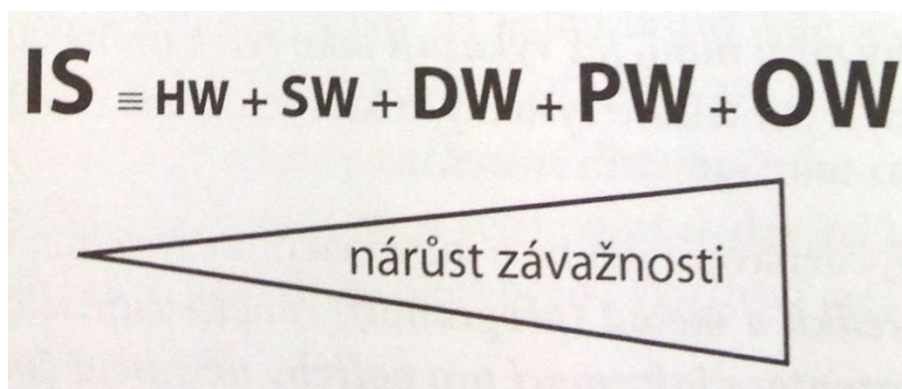 IS ≡ HW + SW + DW + PW + OW
nárůst závažnosti